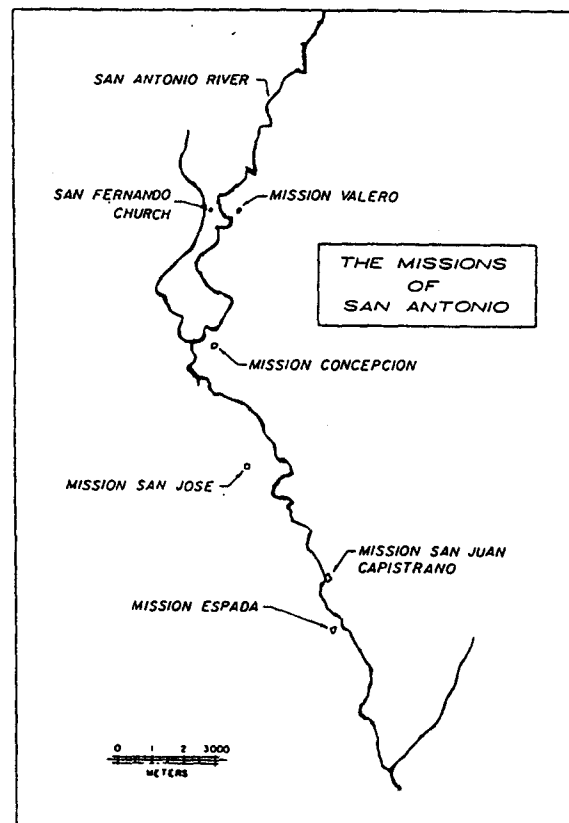 SAN ANTONIO RIVER
SAN FERNANDO
CHURCH
MISSION VALERO
THE MISSIONS
OF
SAN ANTONIO
MISSION CONCEPCION
MISSION SAN JOSE
MISSION SAN JUAN
CAPISTRANO
MISSION ESPADA
0 1 2 3000
METERS